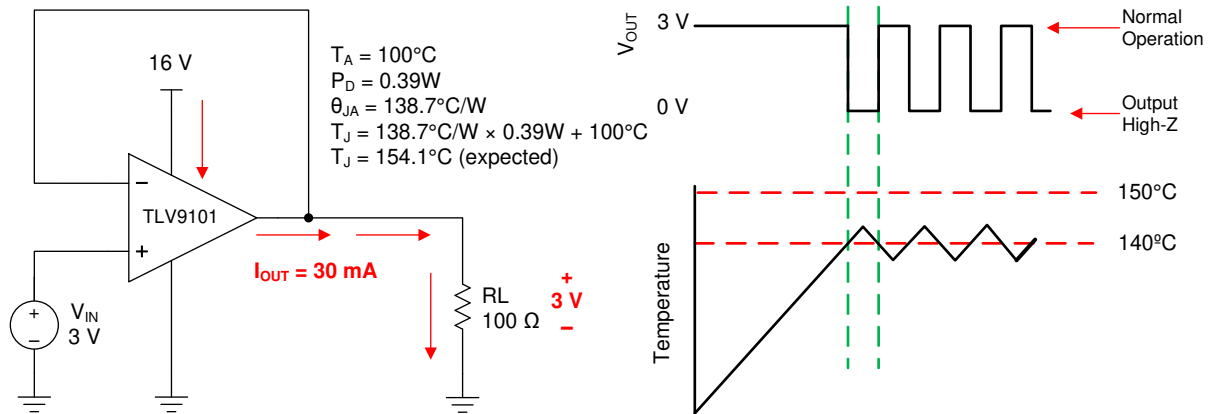 16 V
T_A = 100°C
P_D = 0.39W
θ_JA = 138.7°C/W
T_J = 138.7°C/W × 0.39W + 100°C
T_J = 154.1°C (expected)
−
TLV9101
+
I_OUT = 30 mA
+
−
V_IN
3 V
RL
100 Ω
+
3 V
−
V_OUT
3 V
0 V
Normal
Operation
Output
High-Z
Temperature
150°C
140ºC